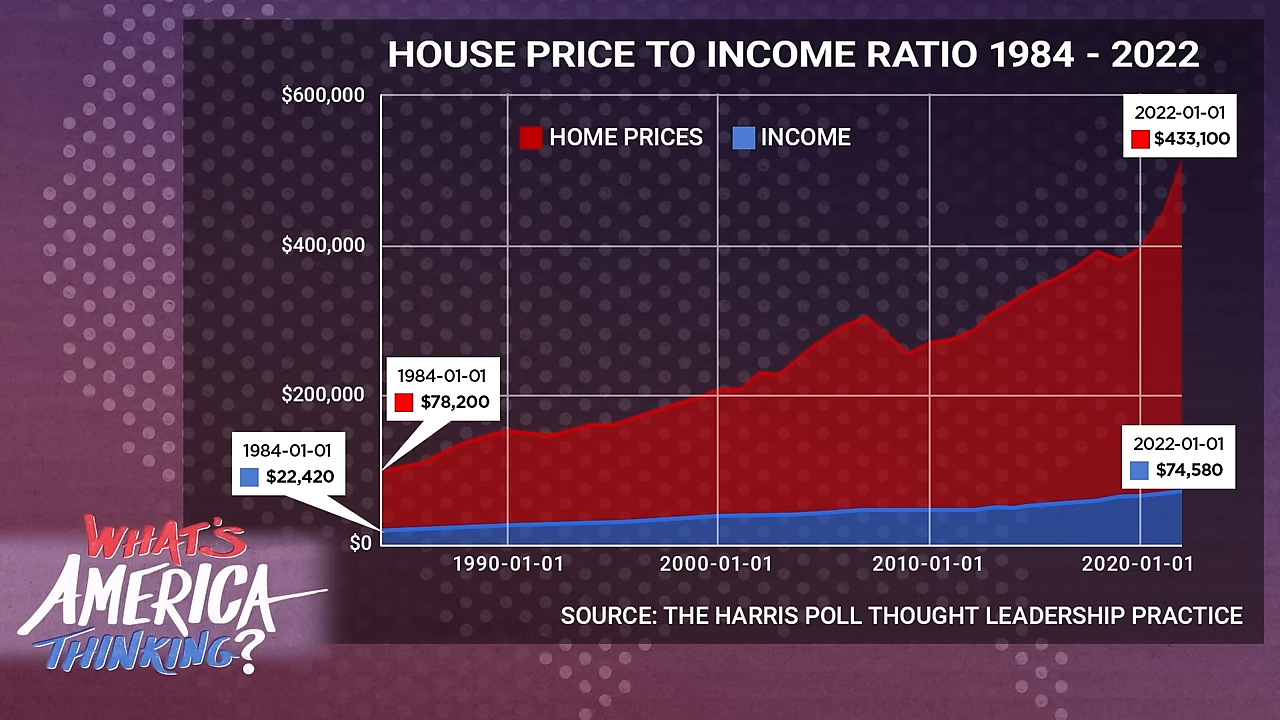 HOUSE PRICE TO INCOME RATIO 1984 - 2022
$600,000
HOME PRICES
INCOME
2022-01-01
$433,100
$400,000
$200,000
1984-01-01
$78,200
1984-01-01
$22,420
2022-01-01
$74,580
$0
1990-01-01
2000-01-01
2010-01-01
2020-01-01
SOURCE: THE HARRIS POLL THOUGHT LEADERSHIP PRACTICE
WHAT'S
AMERICA
THINKING?